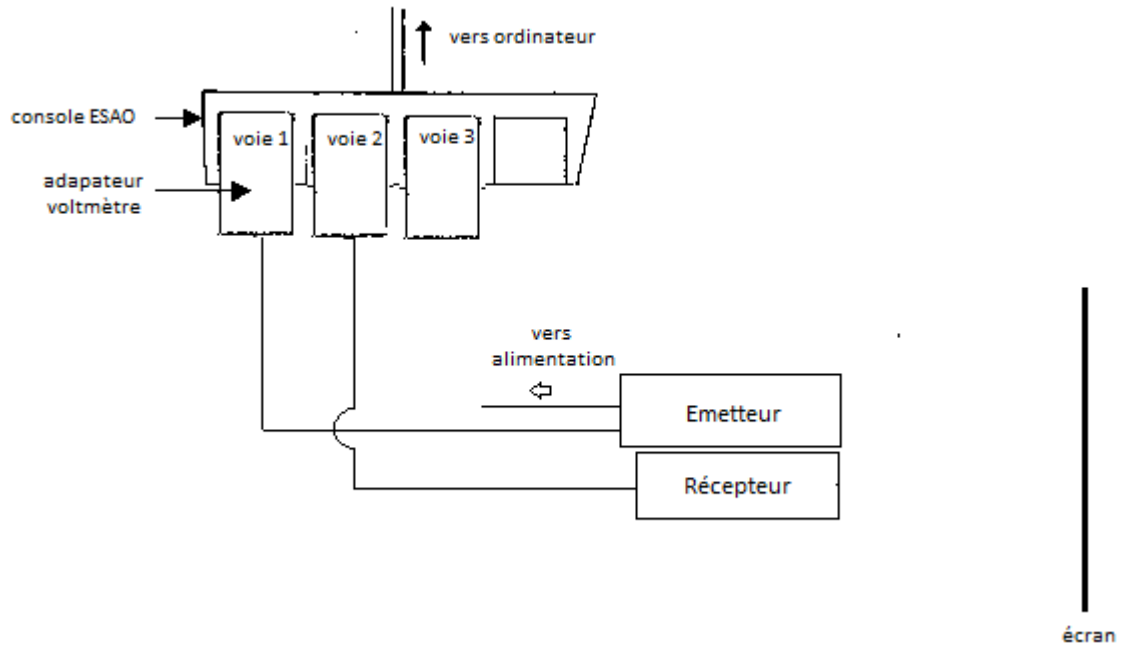 vers ordinateur
console ESAO
voie 1
voie 2
voie 3
adapateur
voltmètre
vers
alimentation
Emetteur
Récepteur
écran